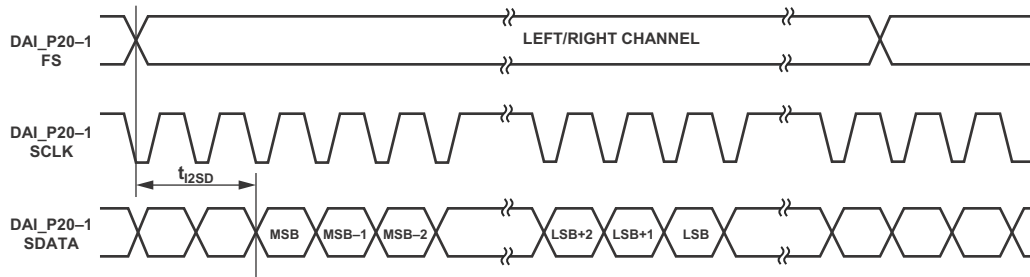 DAI_P20–1
FS
LEFT/RIGHT CHANNEL
DAI_P20–1
SCLK
tI2SD
DAI_P20–1
SDATA
MSB
MSB–1
MSB–2
LSB+2
LSB+1
LSB